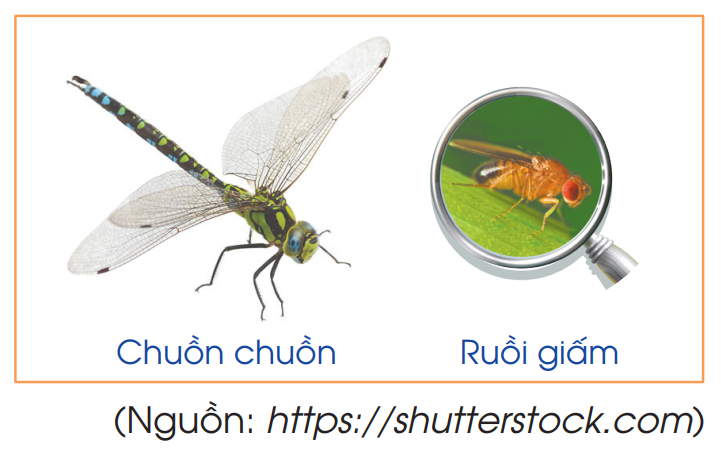 Chuồn chuồn
Ruồi giấm
(Nguồn: https://shutterstock.com)